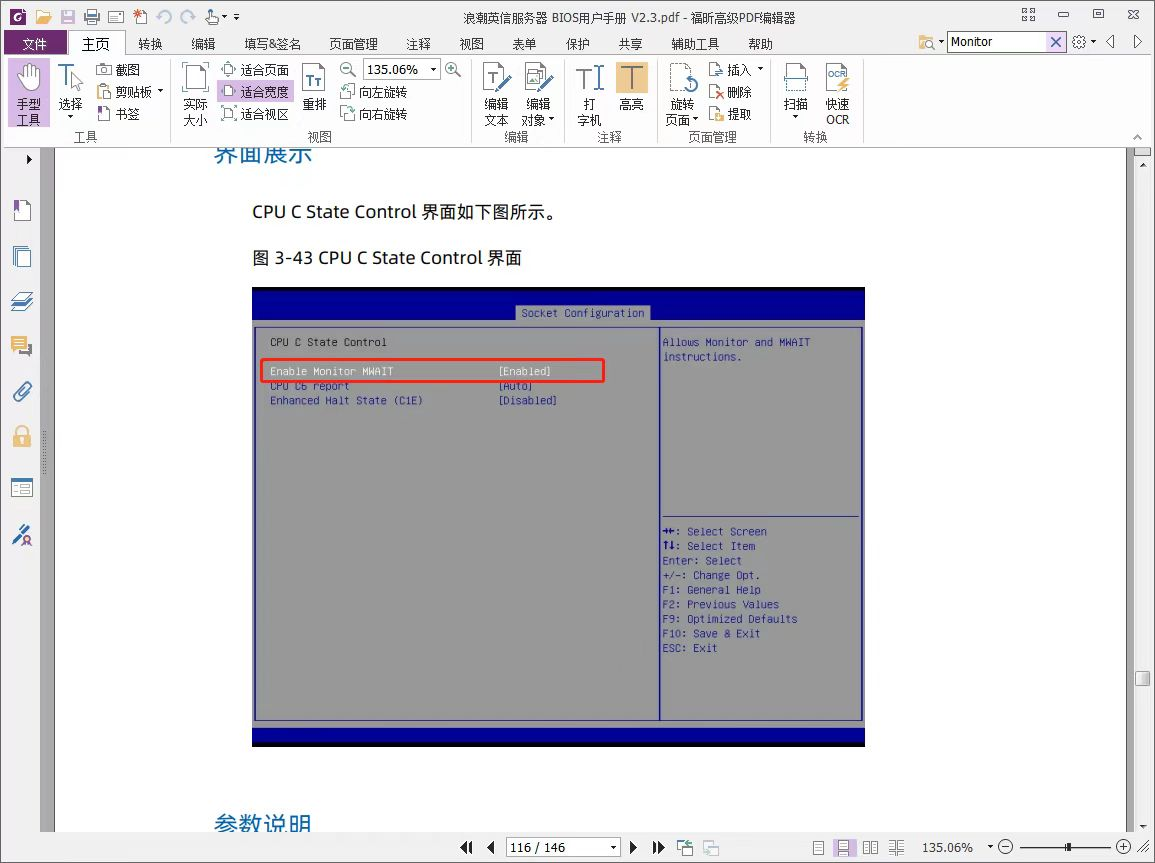 浪潮英信服务器 BIOS用户手册 V2.3.pdf - 福昕高级PDF编辑器
文件 主页 转换 编辑 填写&签名 页面管理 注释 视图 表单 保护 共享 辅助工具 帮助 Monitor
手型工具 选择 截图 剪贴板 书签 工具
实际大小 适合页面 适合宽度 适合视区 重排 135.06% 向左旋转 向右旋转 视图
编辑文本 编辑对象 编辑
打字机 高亮 注释
旋转页面 插入 删除 提取 页面管理
扫描 快速OCR 转换
界面展示
CPU C State Control 界面如下图所示。
图 3-43 CPU C State Control 界面
Socket Configuration
CPU C State Control
Enable Monitor MWAIT [Enabled]
CPU C6 report [Auto]
Enhanced Halt State (C1E) [Disabled]
Allows Monitor and MWAIT
instructions.
→←: Select Screen
↑↓: Select Item
Enter: Select
+/-: Change Opt.
F1: General Help
F2: Previous Values
F9: Optimized Defaults
F10: Save & Exit
ESC: Exit
参数说明
116 / 146 135.06%